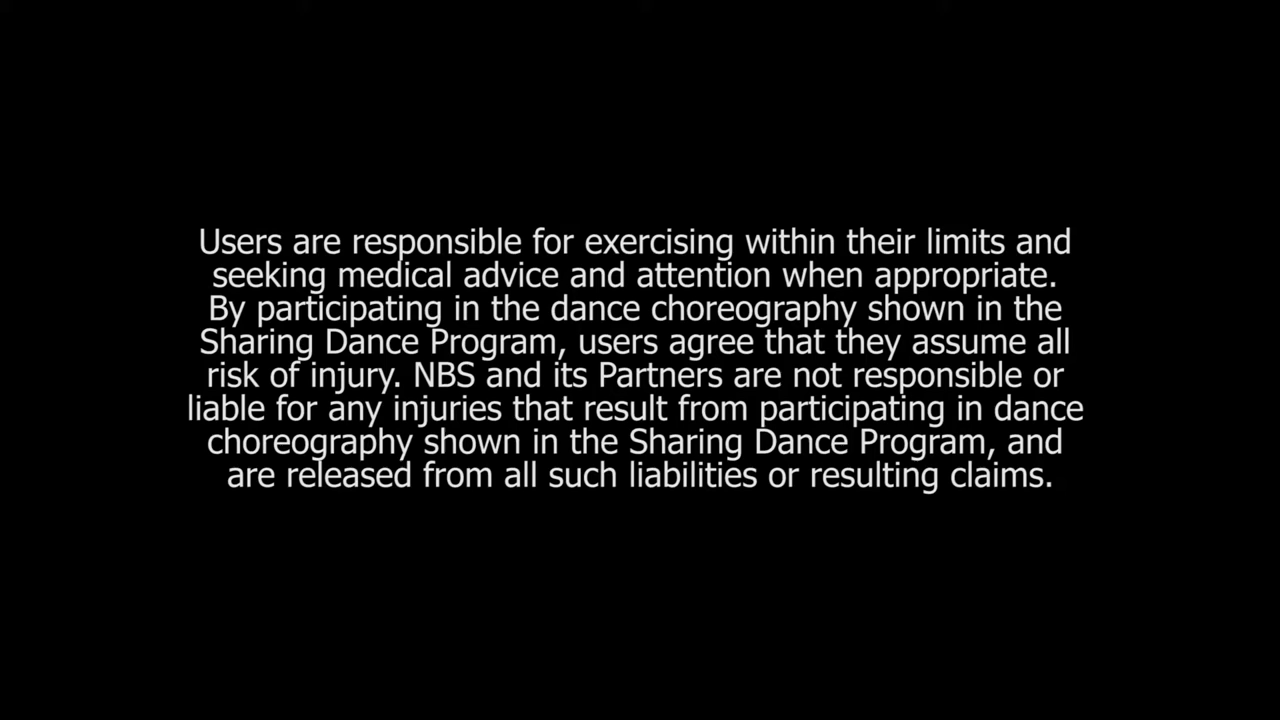 Users are responsible for exercising within their limits and
seeking medical advice and attention when appropriate.
By participating in the dance choreography shown in the
Sharing Dance Program, users agree that they assume all
risk of injury. NBS and its Partners are not responsible or
liable for any injuries that result from participating in dance
choreography shown in the Sharing Dance Program, and
are released from all such liabilities or resulting claims.